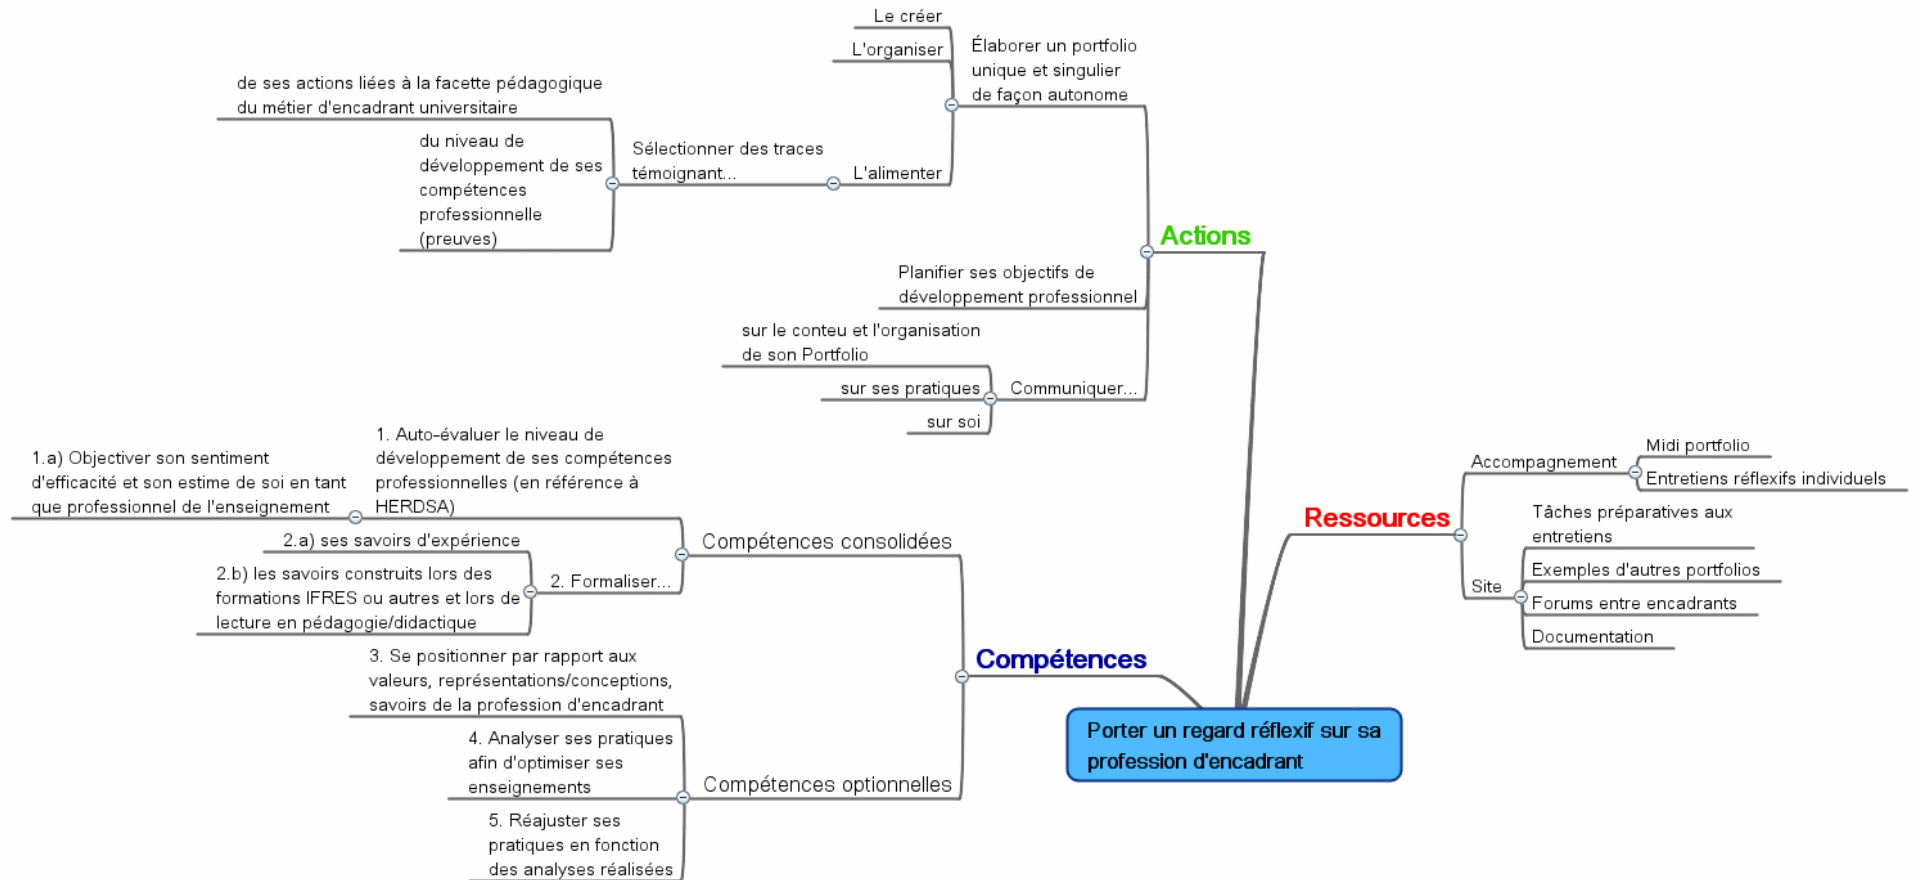 Le créer
L'organiser
Élaborer un portfolio
unique et singulier
de façon autonome
de ses actions liées à la facette pédagogique
du métier d'encadrant universitaire
du niveau de
développement de ses
compétences
professionnelle
(preuves)
Sélectionner des traces
témoignant...
L'alimenter
Actions
Planifier ses objectifs de
développement professionnel
sur le conteu et l'organisation
de son Portfolio
sur ses pratiques
sur soi
Communiquer...
1.a) Objectiver son sentiment
d'efficacité et son estime de soi en tant
que professionnel de l'enseignement
1. Auto-évaluer le niveau de
développement de ses compétences
professionnelles (en référence à
HERDSA)
Compétences consolidées
2.a) ses savoirs d'expérience
2.b) les savoirs construits lors des
formations IFRES ou autres et lors de
lecture en pédagogie/didactique
2. Formaliser...
Compétences
3. Se positionner par rapport aux
valeurs, représentations/conceptions,
savoirs de la profession d'encadrant
4. Analyser ses pratiques
afin d'optimiser ses
enseignements
Compétences optionnelles
5. Réajuster ses
pratiques en fonction
des analyses réalisées
Ressources
Accompagnement
Midi portfolio
Entretiens réflexifs individuels
Site
Tâches préparatives aux
entretiens
Exemples d'autres portfolios
Forums entre encadrants
Documentation
Porter un regard réflexif sur sa
profession d'encadrant